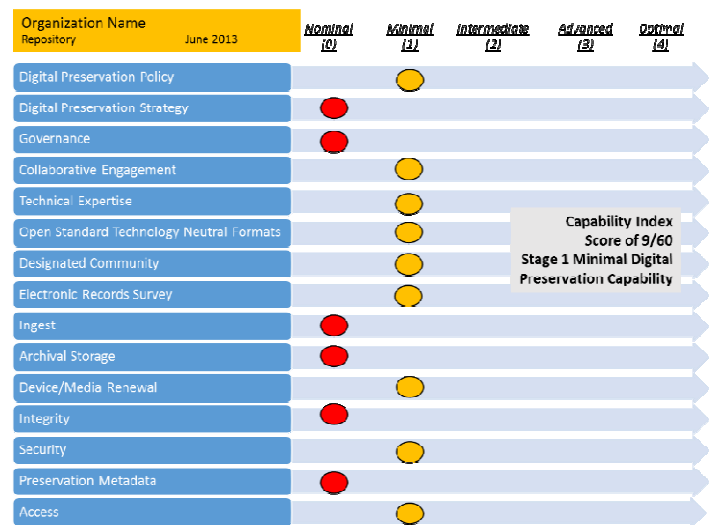 Organization Name
Repository June 2013
Nominal (0)
Minimal (1)
Intermediate (2)
Advanced (3)
Optimal (4)
Digital Preservation Policy
Digital Preservation Strategy
Governance
Collaborative Engagement
Technical Expertise
Open Standard Technology Neutral Formats
Designated Community
Electronic Records Survey
Ingest
Archival Storage
Device/Media Renewal
Integrity
Security
Preservation Metadata
Access
Capability Index
Score of 9/60
Stage 1 Minimal Digital
Preservation Capability